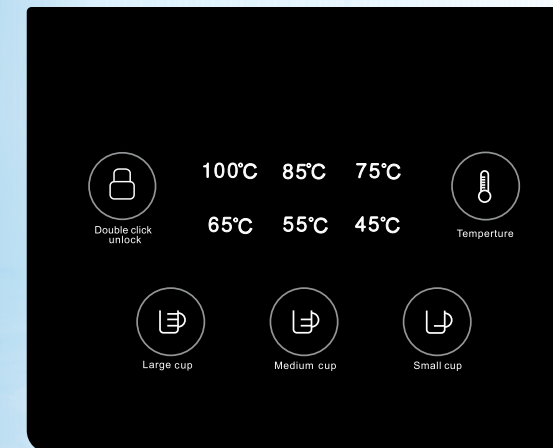 100℃ 85℃ 75℃
Double click
unlock
65℃ 55℃ 45℃
Temperture
Large cup
Medium cup
Small cup